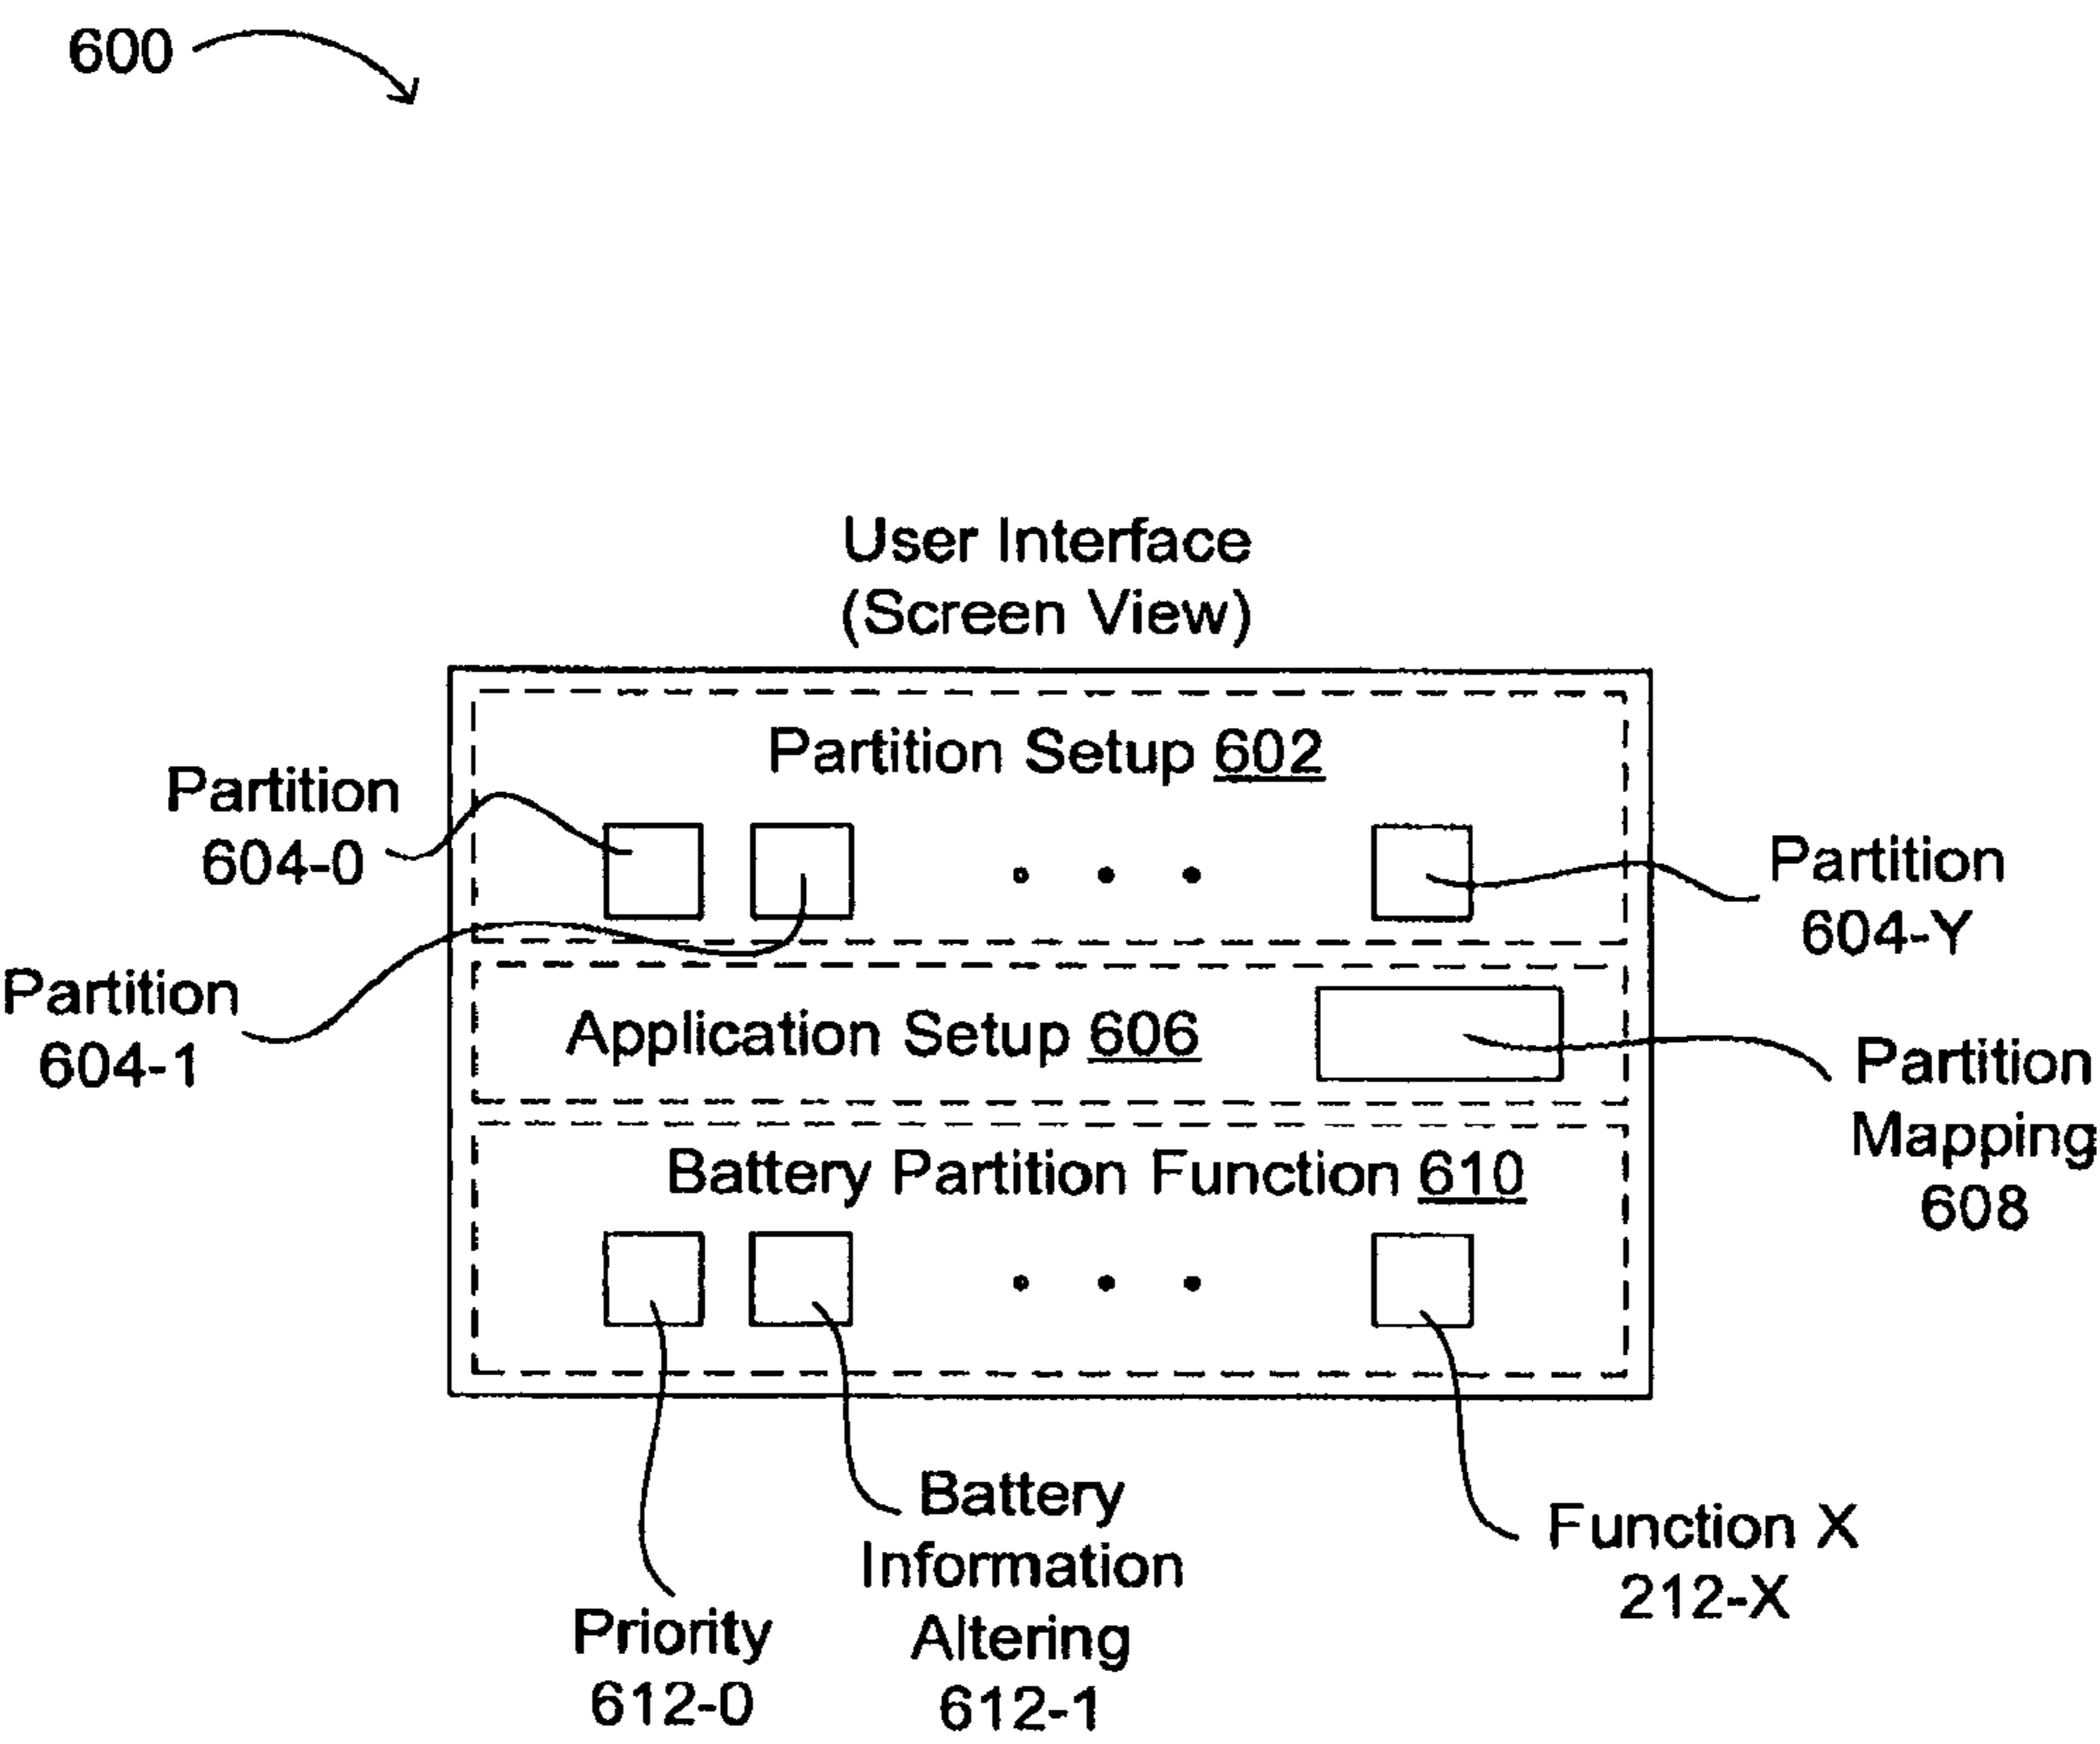 600
User Interface
(Screen View)
Partition Setup 602
Partition
604-0
Partition
604-Y
Partition
604-1
Application Setup 606
Partition
Mapping
608
Battery Partition Function 610
Priority
612-0
Battery
Information
Altering
612-1
Function X
212-X